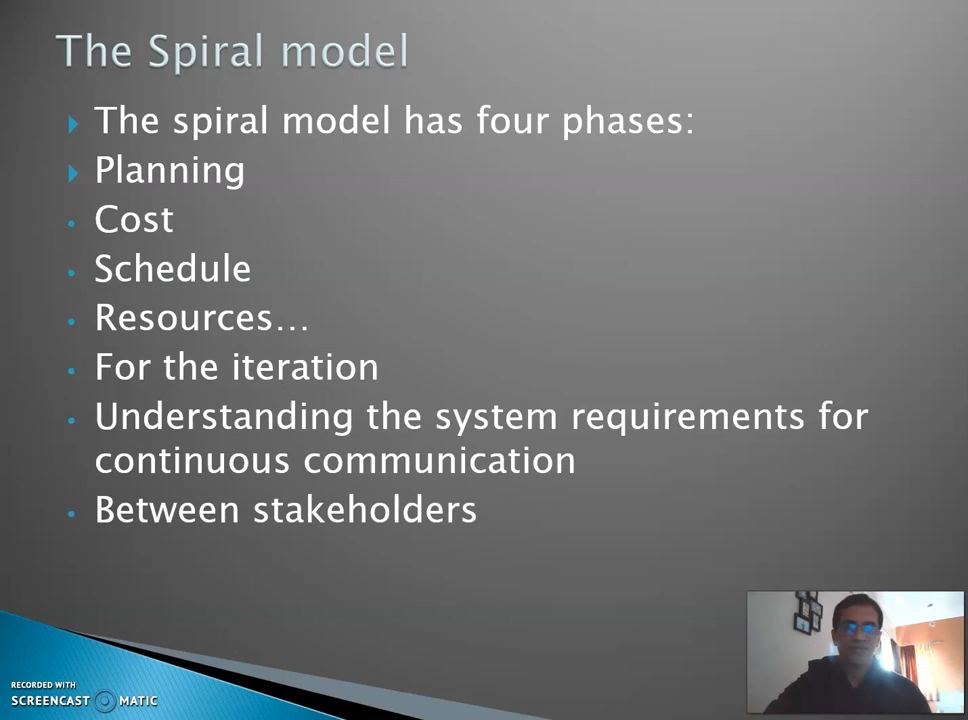 The Spiral model
The spiral model has four phases:
Planning
Cost
Schedule
Resources...
For the iteration
Understanding the system requirements for
continuous communication
Between stakeholders
RECORDED WITH
SCREENCAST MATIC